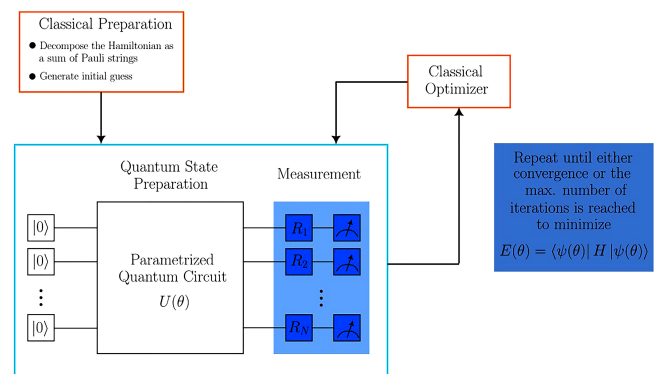 Classical Preparation
● Decompose the Hamiltonian as
a sum of Pauli strings
● Generate initial guess
Classical
Optimizer
Quantum State
Preparation
Measurement
|0⟩
|0⟩
⋮
|0⟩
Parametrized
Quantum Circuit
U(θ)
R₁
R₂
⋮
R_N
Repeat until either
convergence or the
max. number of
iterations is reached
to minimize
E(θ) = ⟨ψ(θ)| H |ψ(θ)⟩